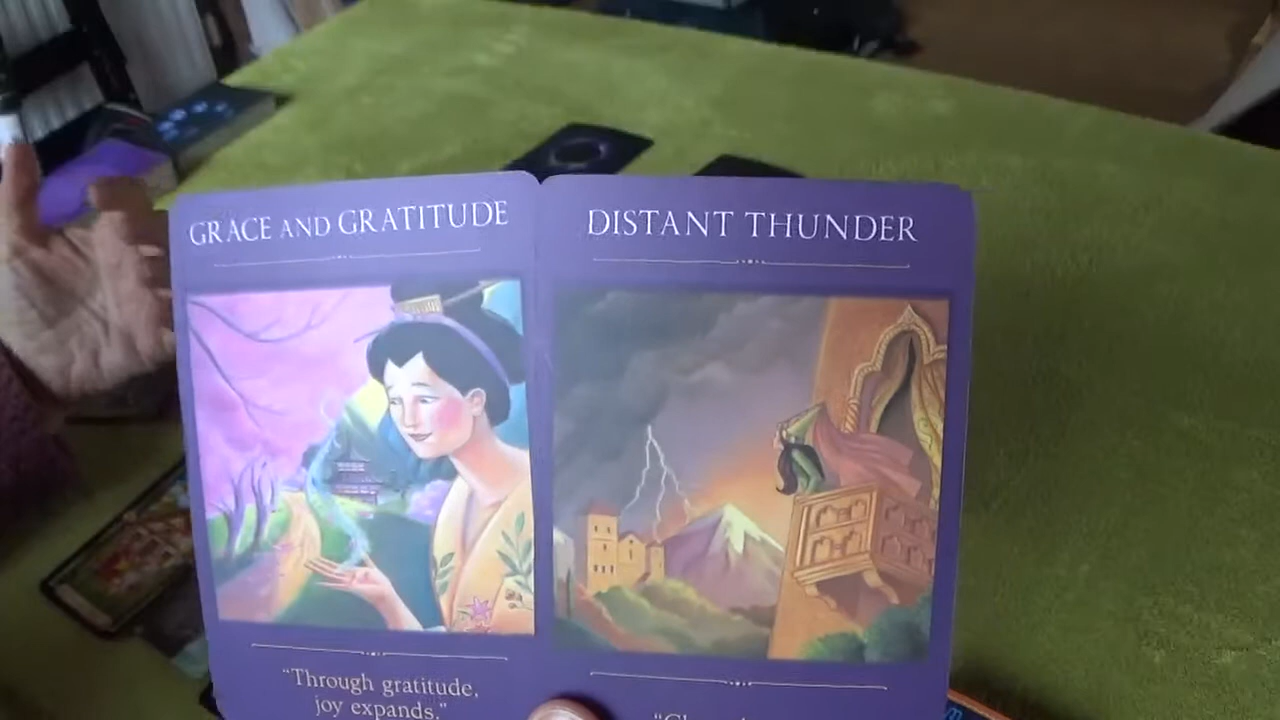 GRACE AND GRATITUDE
DISTANT THUNDER
"Through gratitude,
joy expands."